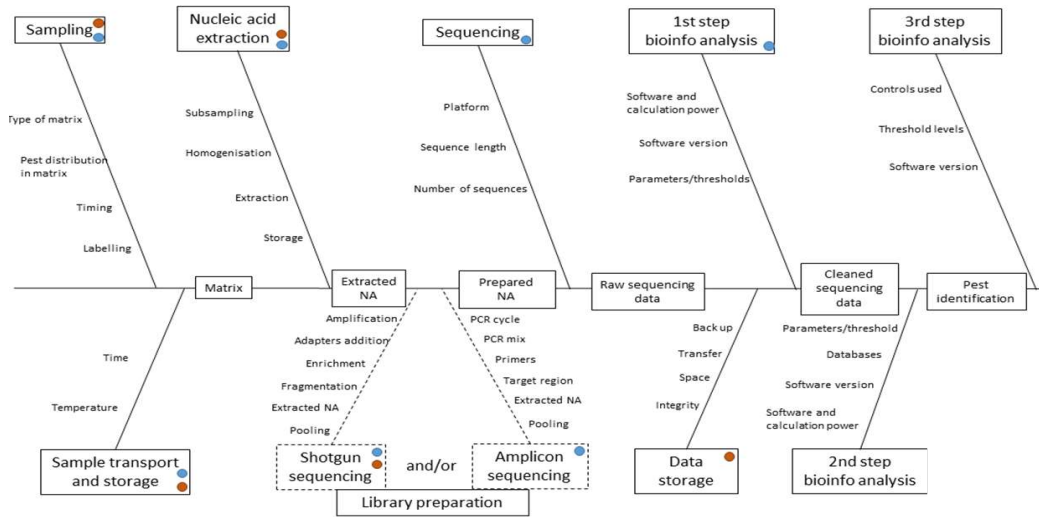 Sampling
Nucleic acid
extraction
Sequencing
1st step
bioinfo analysis
3rd step
bioinfo analysis
Type of matrix
Pest distribution
in matrix
Timing
Labelling
Subsampling
Homogenisation
Extraction
Storage
Platform
Sequence length
Number of sequences
Software and
calculation power
Software version
Parameters/thresholds
Controls used
Threshold levels
Software version
Matrix
Extracted
NA
Prepared
NA
Raw sequencing
data
Cleaned
sequencing
data
Pest
identification
Time
Temperature
Amplification
Adapters addition
Enrichment
Fragmentation
Extracted NA
Pooling
PCR cycle
PCR mix
Primers
Target region
Extracted NA
Pooling
Back up
Transfer
Space
Integrity
Parameters/threshold
Databases
Software version
Software and
calculation power
Sample transport
and storage
Shotgun
sequencing
and/or
Amplicon
sequencing
Library preparation
Data
storage
2nd step
bioinfo analysis